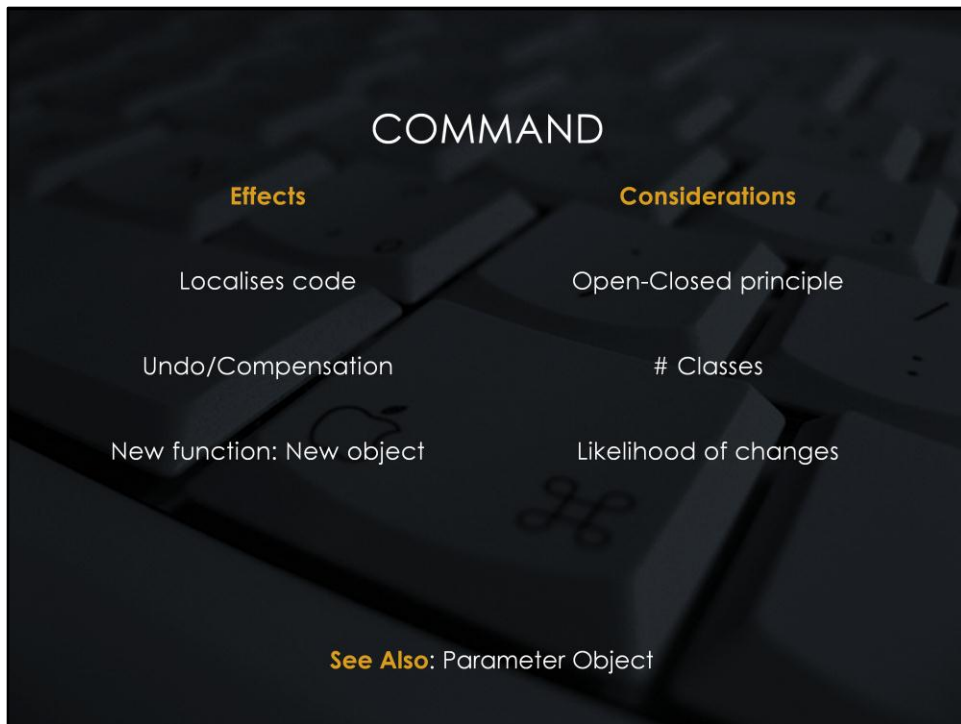 COMMAND
Effects
Considerations
Localises code
Open-Closed principle
Undo/Compensation
# Classes
New function: New object
Likelihood of changes
See Also: Parameter Object